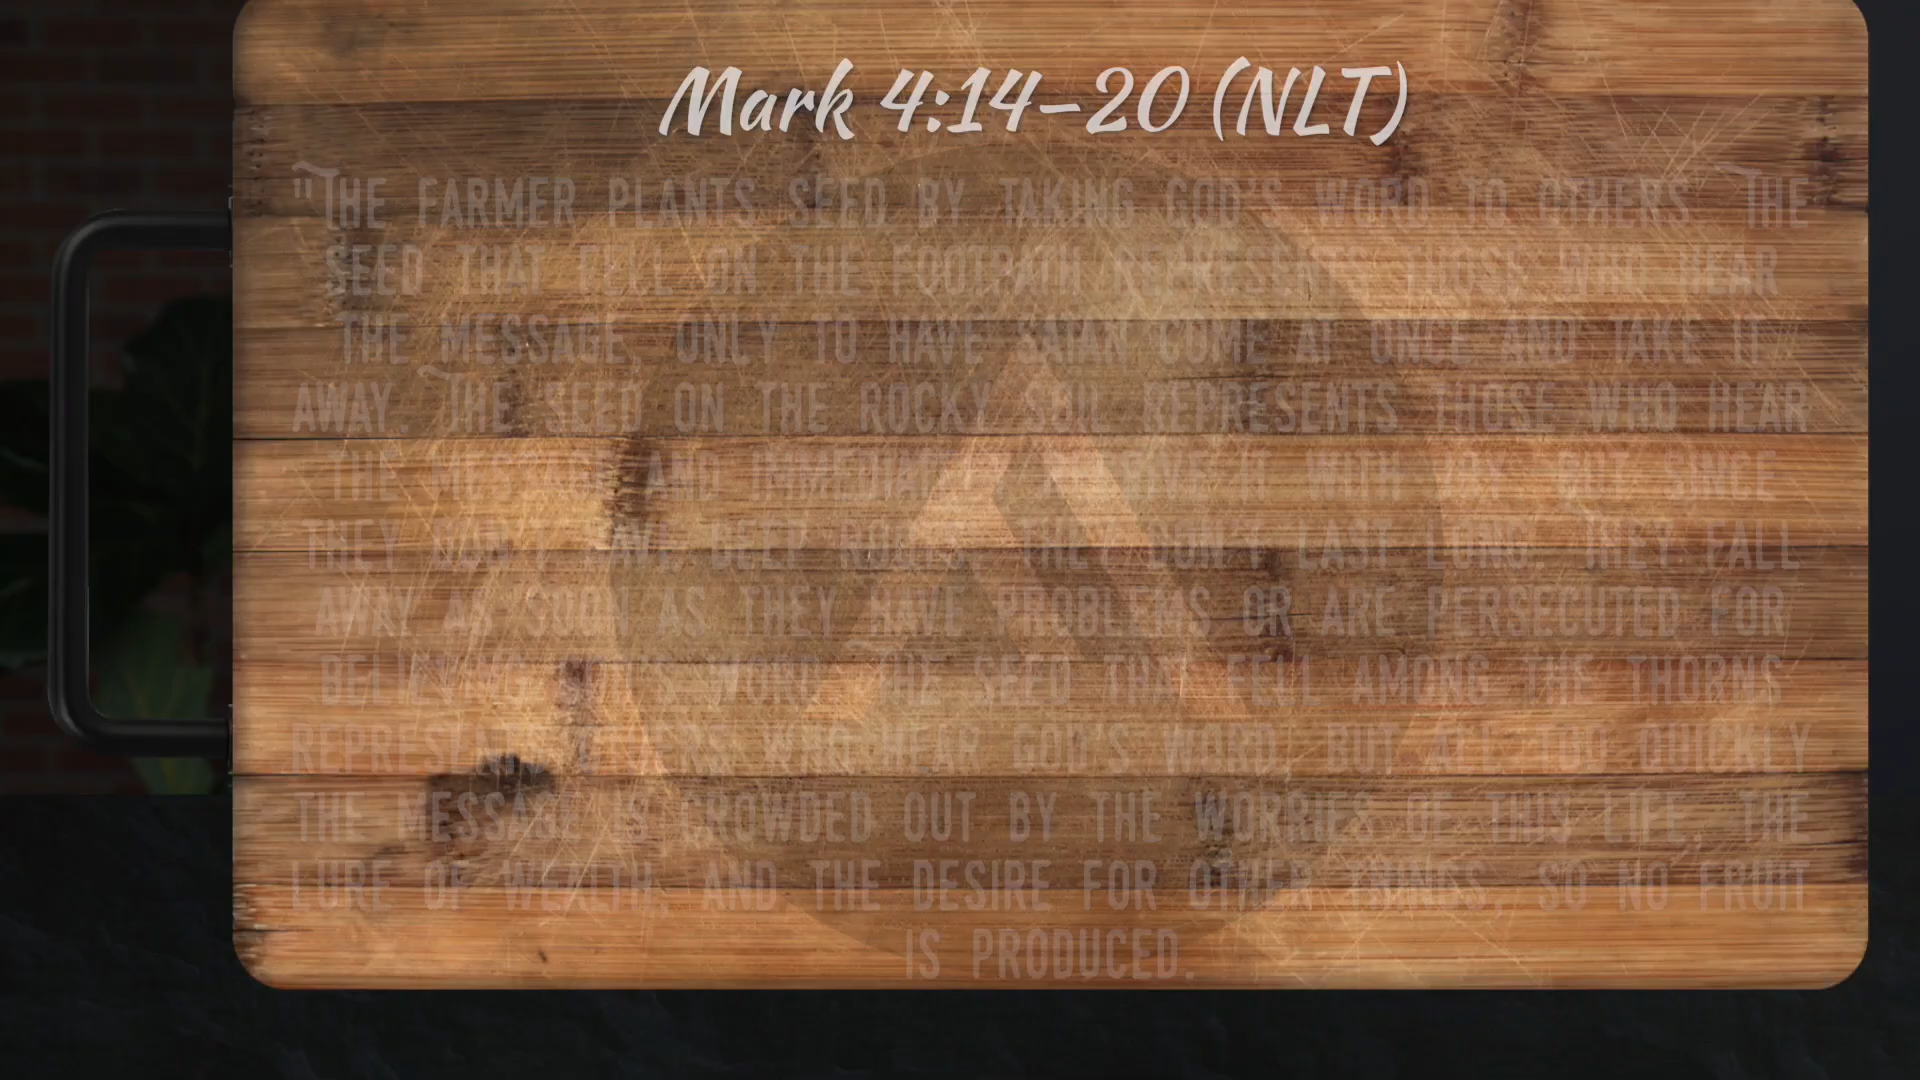 Mark 4:14-20 (NLT)
"The farmer plants seed by taking God's word to others. The
seed that fell on the footpath represents those who hear
the message, only to have Satan come at once and take it
away. The seed on the rocky soil represents those who hear
the message and immediately receive it with joy. But since
they don't have deep roots, they don't last long. They fall
away as soon as they have problems or are persecuted for
believing God's word. The seed that fell among the thorns
represents others who hear God's word, but all too quickly
the message is crowded out by the worries of this life, the
lure of wealth, and the desire for other things, so no fruit
is produced.